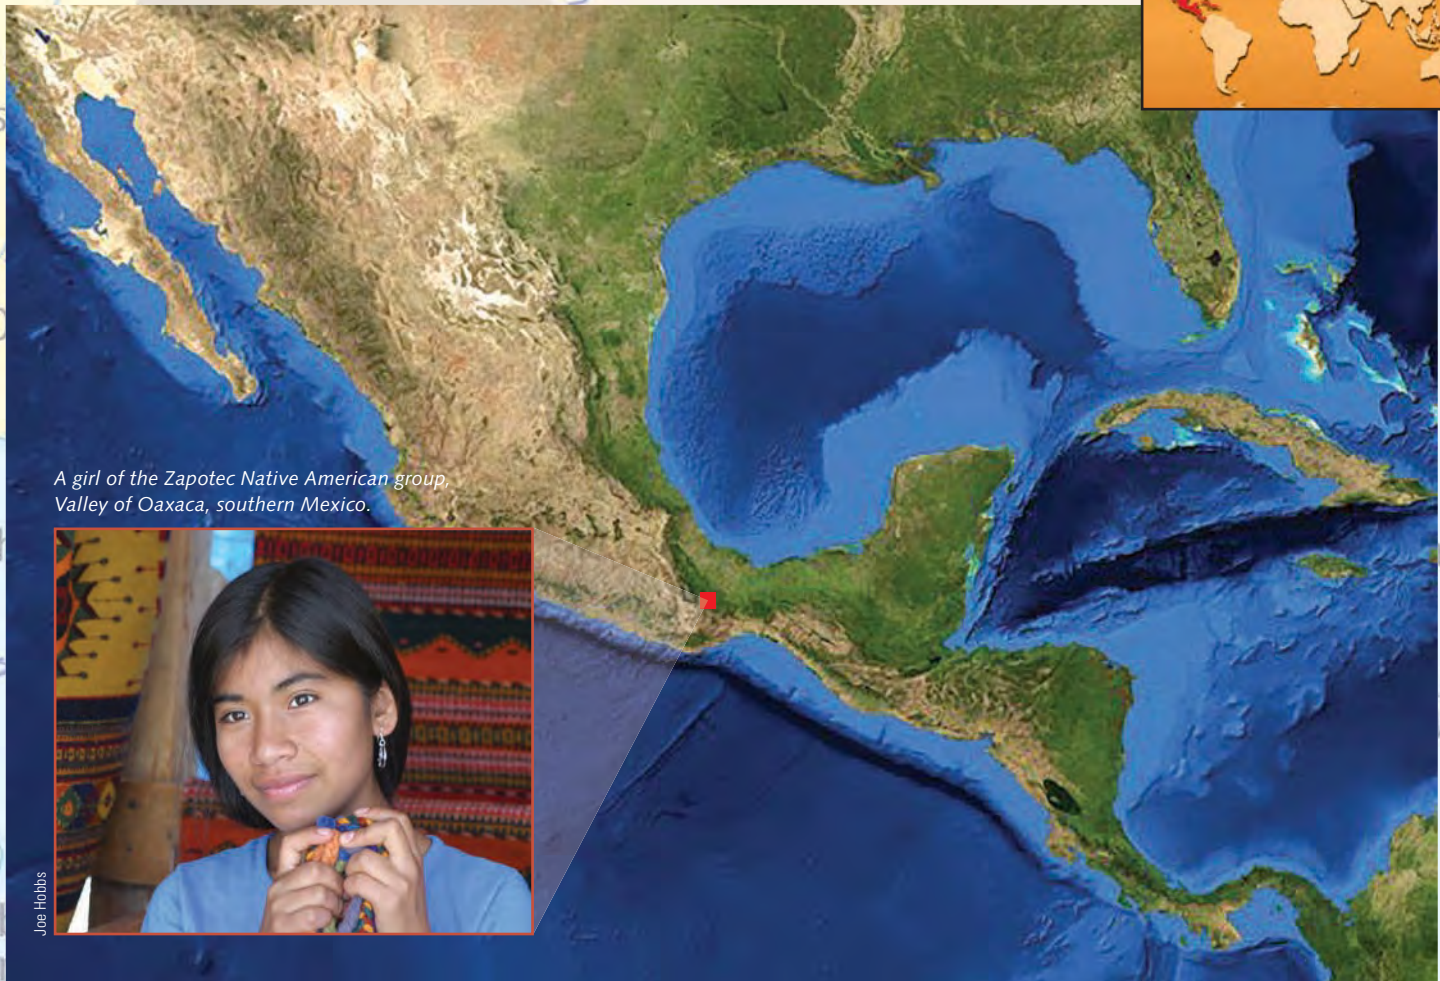 A girl of the Zapotec Native American group,
Valley of Oaxaca, southern Mexico.
Joe Hobbs